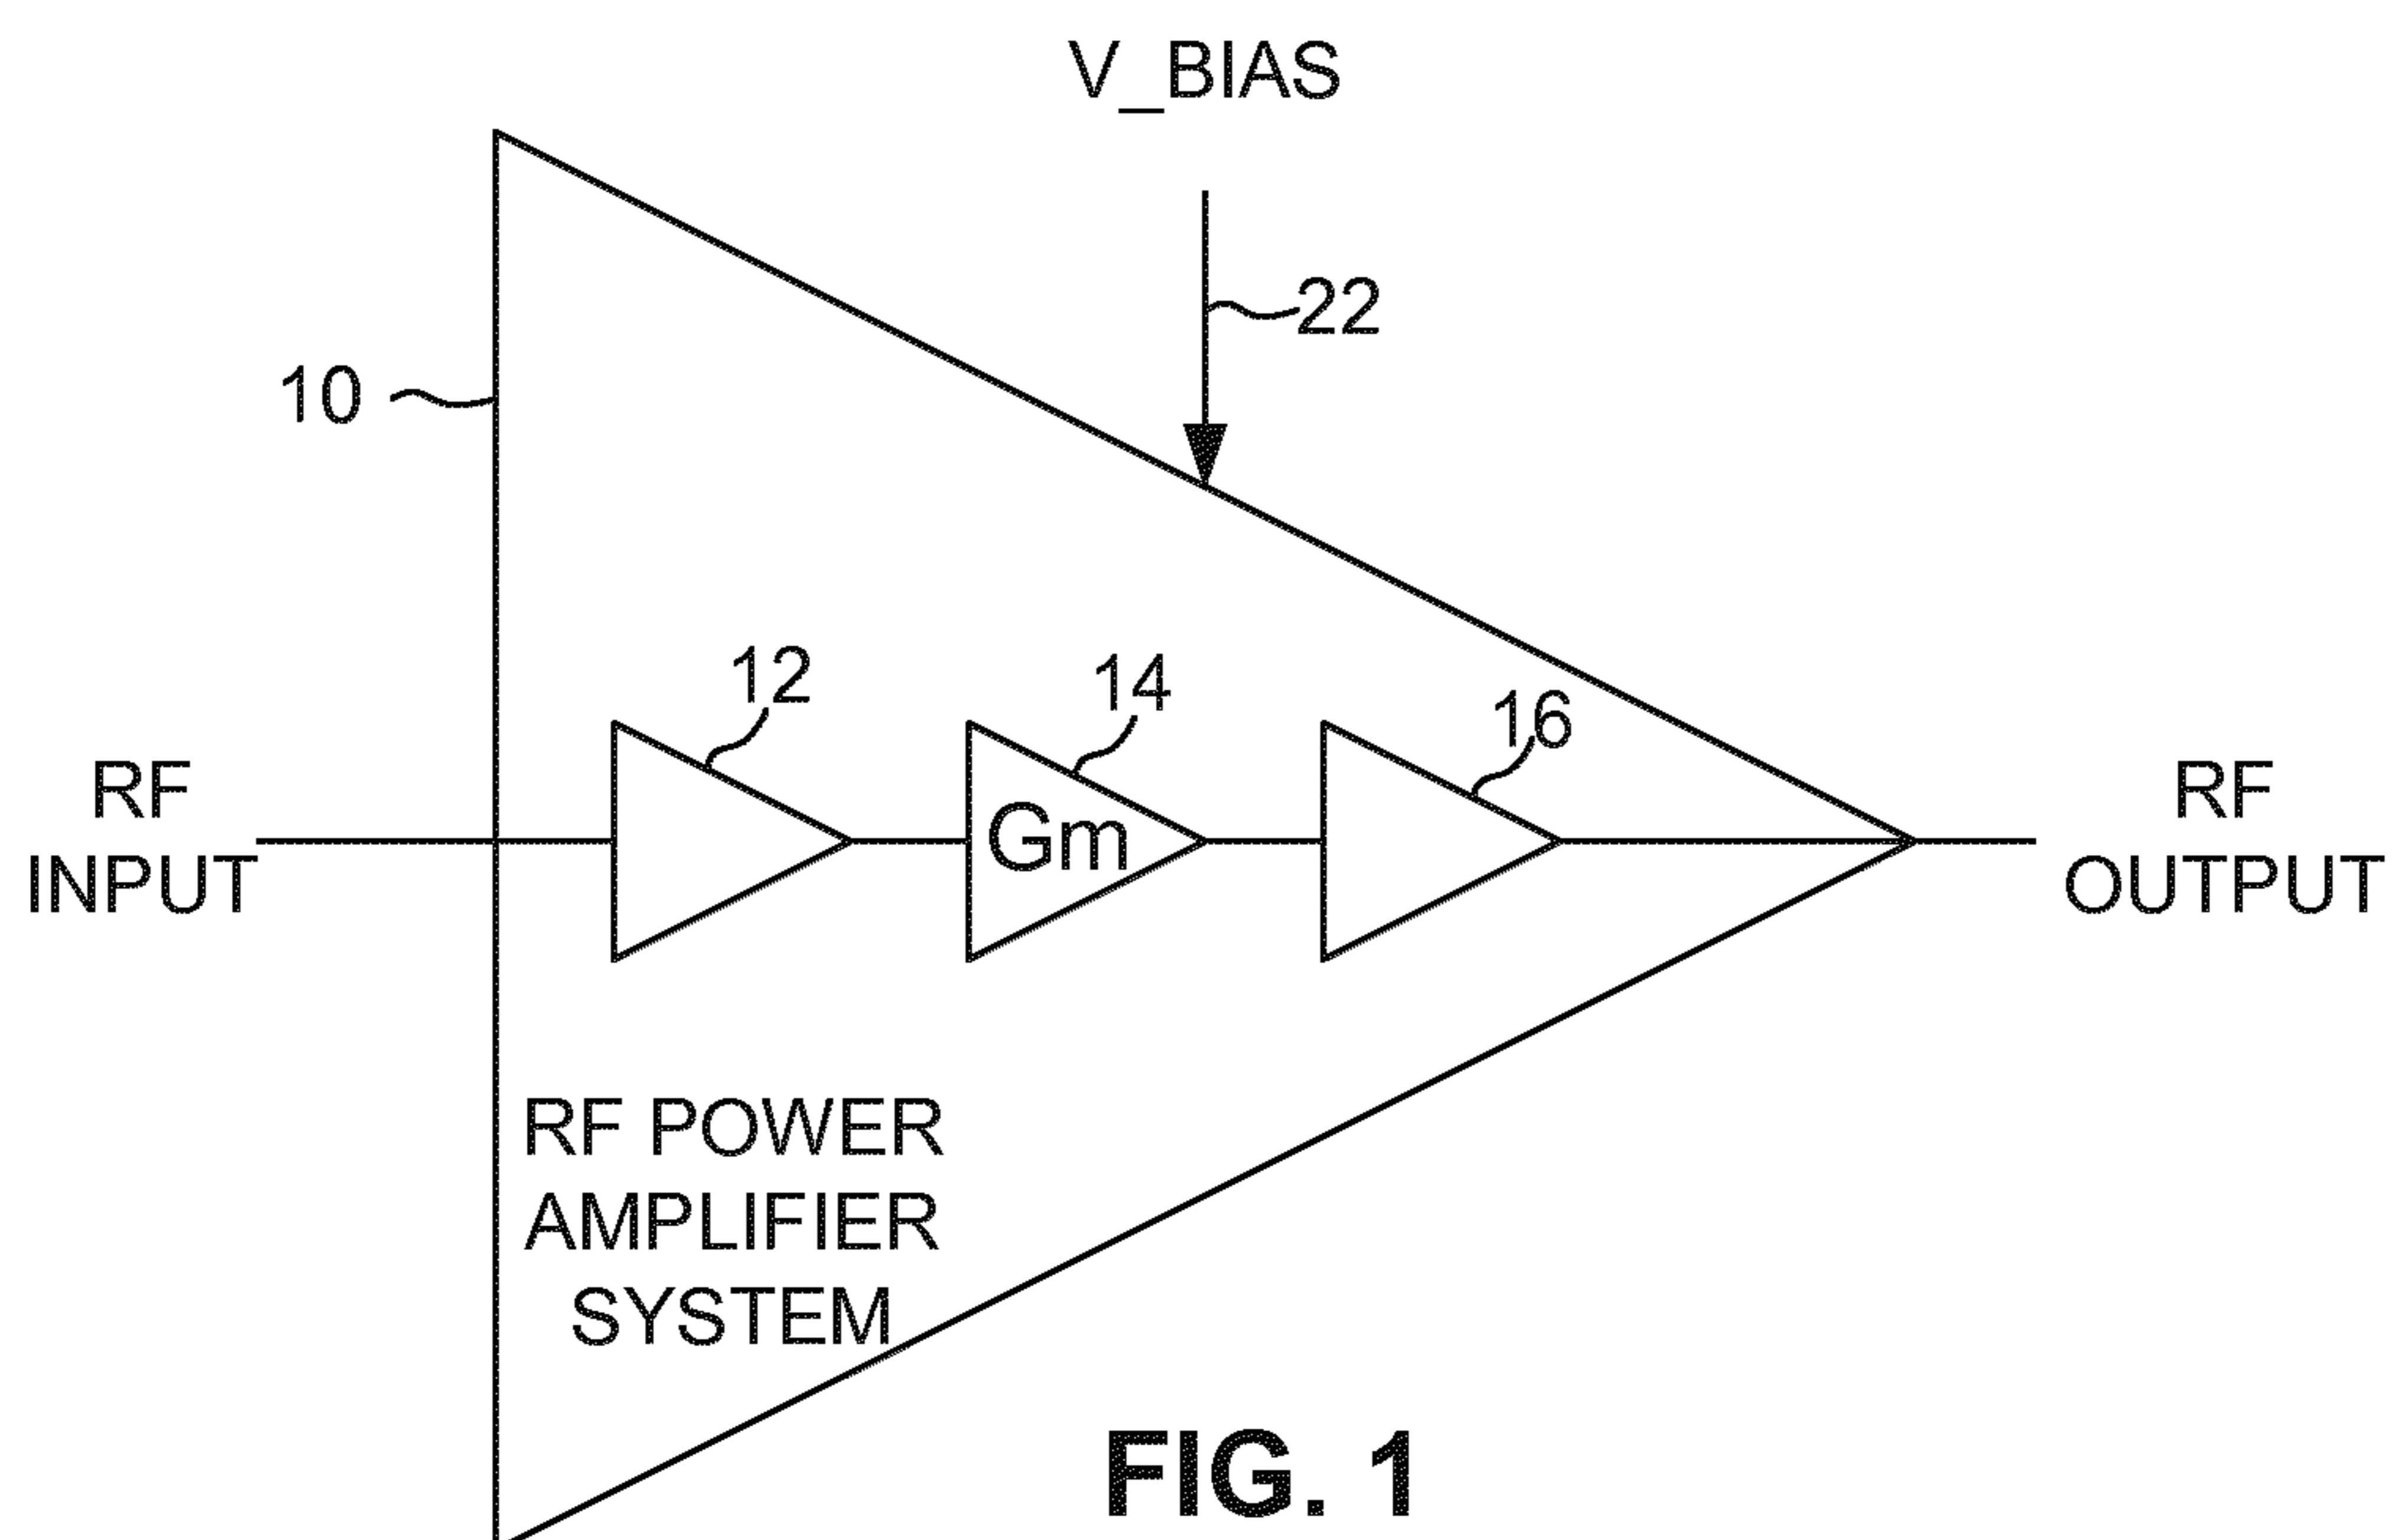 V_BIAS
22
10
12
14
16
RF
INPUT
Gm
RF
OUTPUT
RF POWER
AMPLIFIER
SYSTEM
FIG. 1